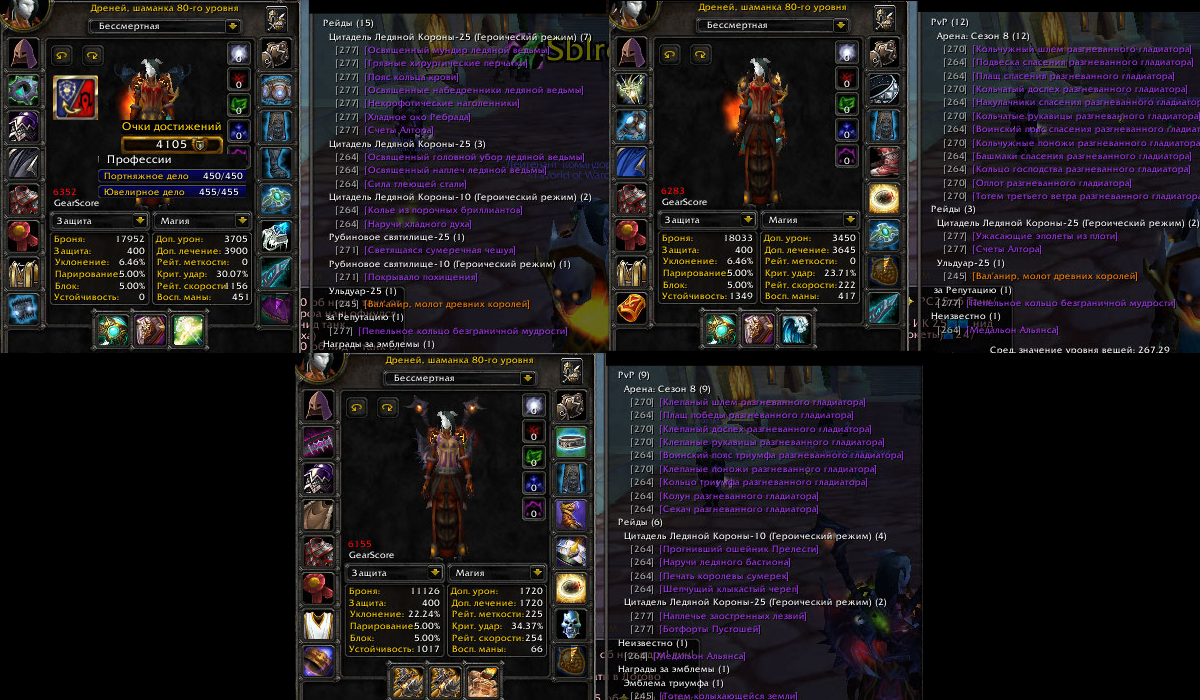 Дреней, шаманка 80-го уровня
Бессмертная
Очки достижений
4105
Профессии
Портняжное дело 450/450
Ювелирное дело 455/455
6352
GearScore
Защита
Магия
Броня: 17952
Защита: 400
Уклонение: 6.46%
Парирование: 5.00%
Блок: 5.00%
Устойчивость: 0
Доп. урон: 3705
Доп. лечение: 3900
Рейт. меткости: 0
Крит. удар: 30.07%
Рейт. скорости: 1156
Восп. маны: 451
Рейды (15)
Цитадель Ледяной Короны-25 (Героический режим) (7)
[277] [Освященный мундир ледяной ведьмы]
[277] [Грязные хирургические перчатки]
[277] [Пояс кольца крови]
[277] [Освященные набедренники ледяной ведьмы]
[277] [Некрофотические наголенники]
[277] [Хладное око Ребрада]
[277] [Счеты Алтора]
Цитадель Ледяной Короны-25 (3)
[264] [Освященный головной убор ледяной ведьмы]
[264] [Освященный наплеч ледяной ведьмы]
[264] [Сила тлеющей стали]
Цитадель Ледяной Короны-10 (Героический режим) (2)
[264] [Колье из порочных бриллиантов]
[264] [Наручи хладного духа]
Рубиновое святилище-25 (1)
[271] [Светящаяся сумеречная чешуя]
Рубиновое святилище-10 (Героический режим) (1)
[271] [Покрывало похищения]
Ульдуар-25 (1)
[245] [Вал'анир, молот древних королей]
за Репутацию (1)
[277] [Пепельное кольцо безграничной мудрости]
Награды за эмблемы (1)
Дреней, шаманка 80-го уровня
Бессмертная
6283
GearScore
Защита
Магия
Броня: 18033
Защита: 400
Уклонение: 6.46%
Парирование: 5.00%
Блок: 5.00%
Устойчивость: 1349
Доп. урон: 3450
Доп. лечение: 3645
Рейт. меткости: 0
Крит. удар: 23.71%
Рейт. скорости: 222
Восп. маны: 417
PvP (12)
Арена: Сезон 8 (12)
[270] [Кольчужный шлем разгневанного гладиатора]
[264] [Подвеска спасения разгневанного гладиатора]
[264] [Плащ спасения разгневанного гладиатора]
[270] [Кольчатый доспех разгневанного гладиатора]
[264] [Накулачники спасения разгневанного гладиатора
[270] [Кольчатые рукавицы разгневанного гладиатора]
[264] [Воинский пояс спасения разгневанного гладиато
[270] [Кольчужные поножи разгневанного гладиатора]
[264] [Башмаки спасения разгневанного гладиатора]
[264] [Кольцо господства разгневанного гладиатора]
[270] [Оплот разгневанного гладиатора]
[270] [Тотем третьего ветра разгневанного гладиатора]
Рейды (3)
Цитадель Ледяной Короны-25 (Героический режим) (2)
[277] [Ужасающие эполеты из плоти]
[277] [Счеты Алтора]
Ульдуар-25 (1)
[245] [Вал'анир, молот древних королей]
за Репутацию (1)
[277] [Пепельное кольцо безграничной мудрости]
Неизвестно (1)
[264] [Медальон Альянса]
Сред. значение уровня вещей: 267.29
Дреней, шаманка 80-го уровня
Бессмертная
6155
GearScore
Защита
Магия
Броня: 11126
Защита: 400
Уклонение: 22.24%
Парирование: 5.00%
Блок: 5.00%
Устойчивость: 1017
Доп. урон: 1720
Доп. лечение: 1720
Рейт. меткости: 225
Крит. удар: 34.37%
Рейт. скорости: 254
Восп. маны: 66
PvP (9)
Арена: Сезон 8 (9)
[270] [Клепаный шлем разгневанного гладиатора]
[264] [Плащ победы разгневанного гладиатора]
[270] [Клепаный доспех разгневанного гладиатора]
[270] [Клепаные рукавицы разгневанного гладиатора]
[264] [Воинский пояс триумфа разгневанного гладиатора]
[270] [Клепаные поножи разгневанного гладиатора]
[264] [Кольцо триумфа разгневанного гладиатора]
[264] [Колун разгневанного гладиатора]
[264] [Секач разгневанного гладиатора]
Рейды (6)
Цитадель Ледяной Короны-10 (Героический режим) (4)
[264] [Прогнивший ошейник Прелести]
[264] [Наручи ледяного бастиона]
[264] [Печать королевы сумерек]
[264] [Шепчущий клыкастый череп]
Цитадель Ледяной Короны-25 (Героический режим) (2)
[277] [Наплечье заостренных лезвий]
[277] [Ботфорты Пустошей]
Неизвестно (1)
[264] [Медальон Альянса]
Награды за эмблемы (1)
Эмблема триумфа (1)
[245] [Тотем колыхающейся земли]